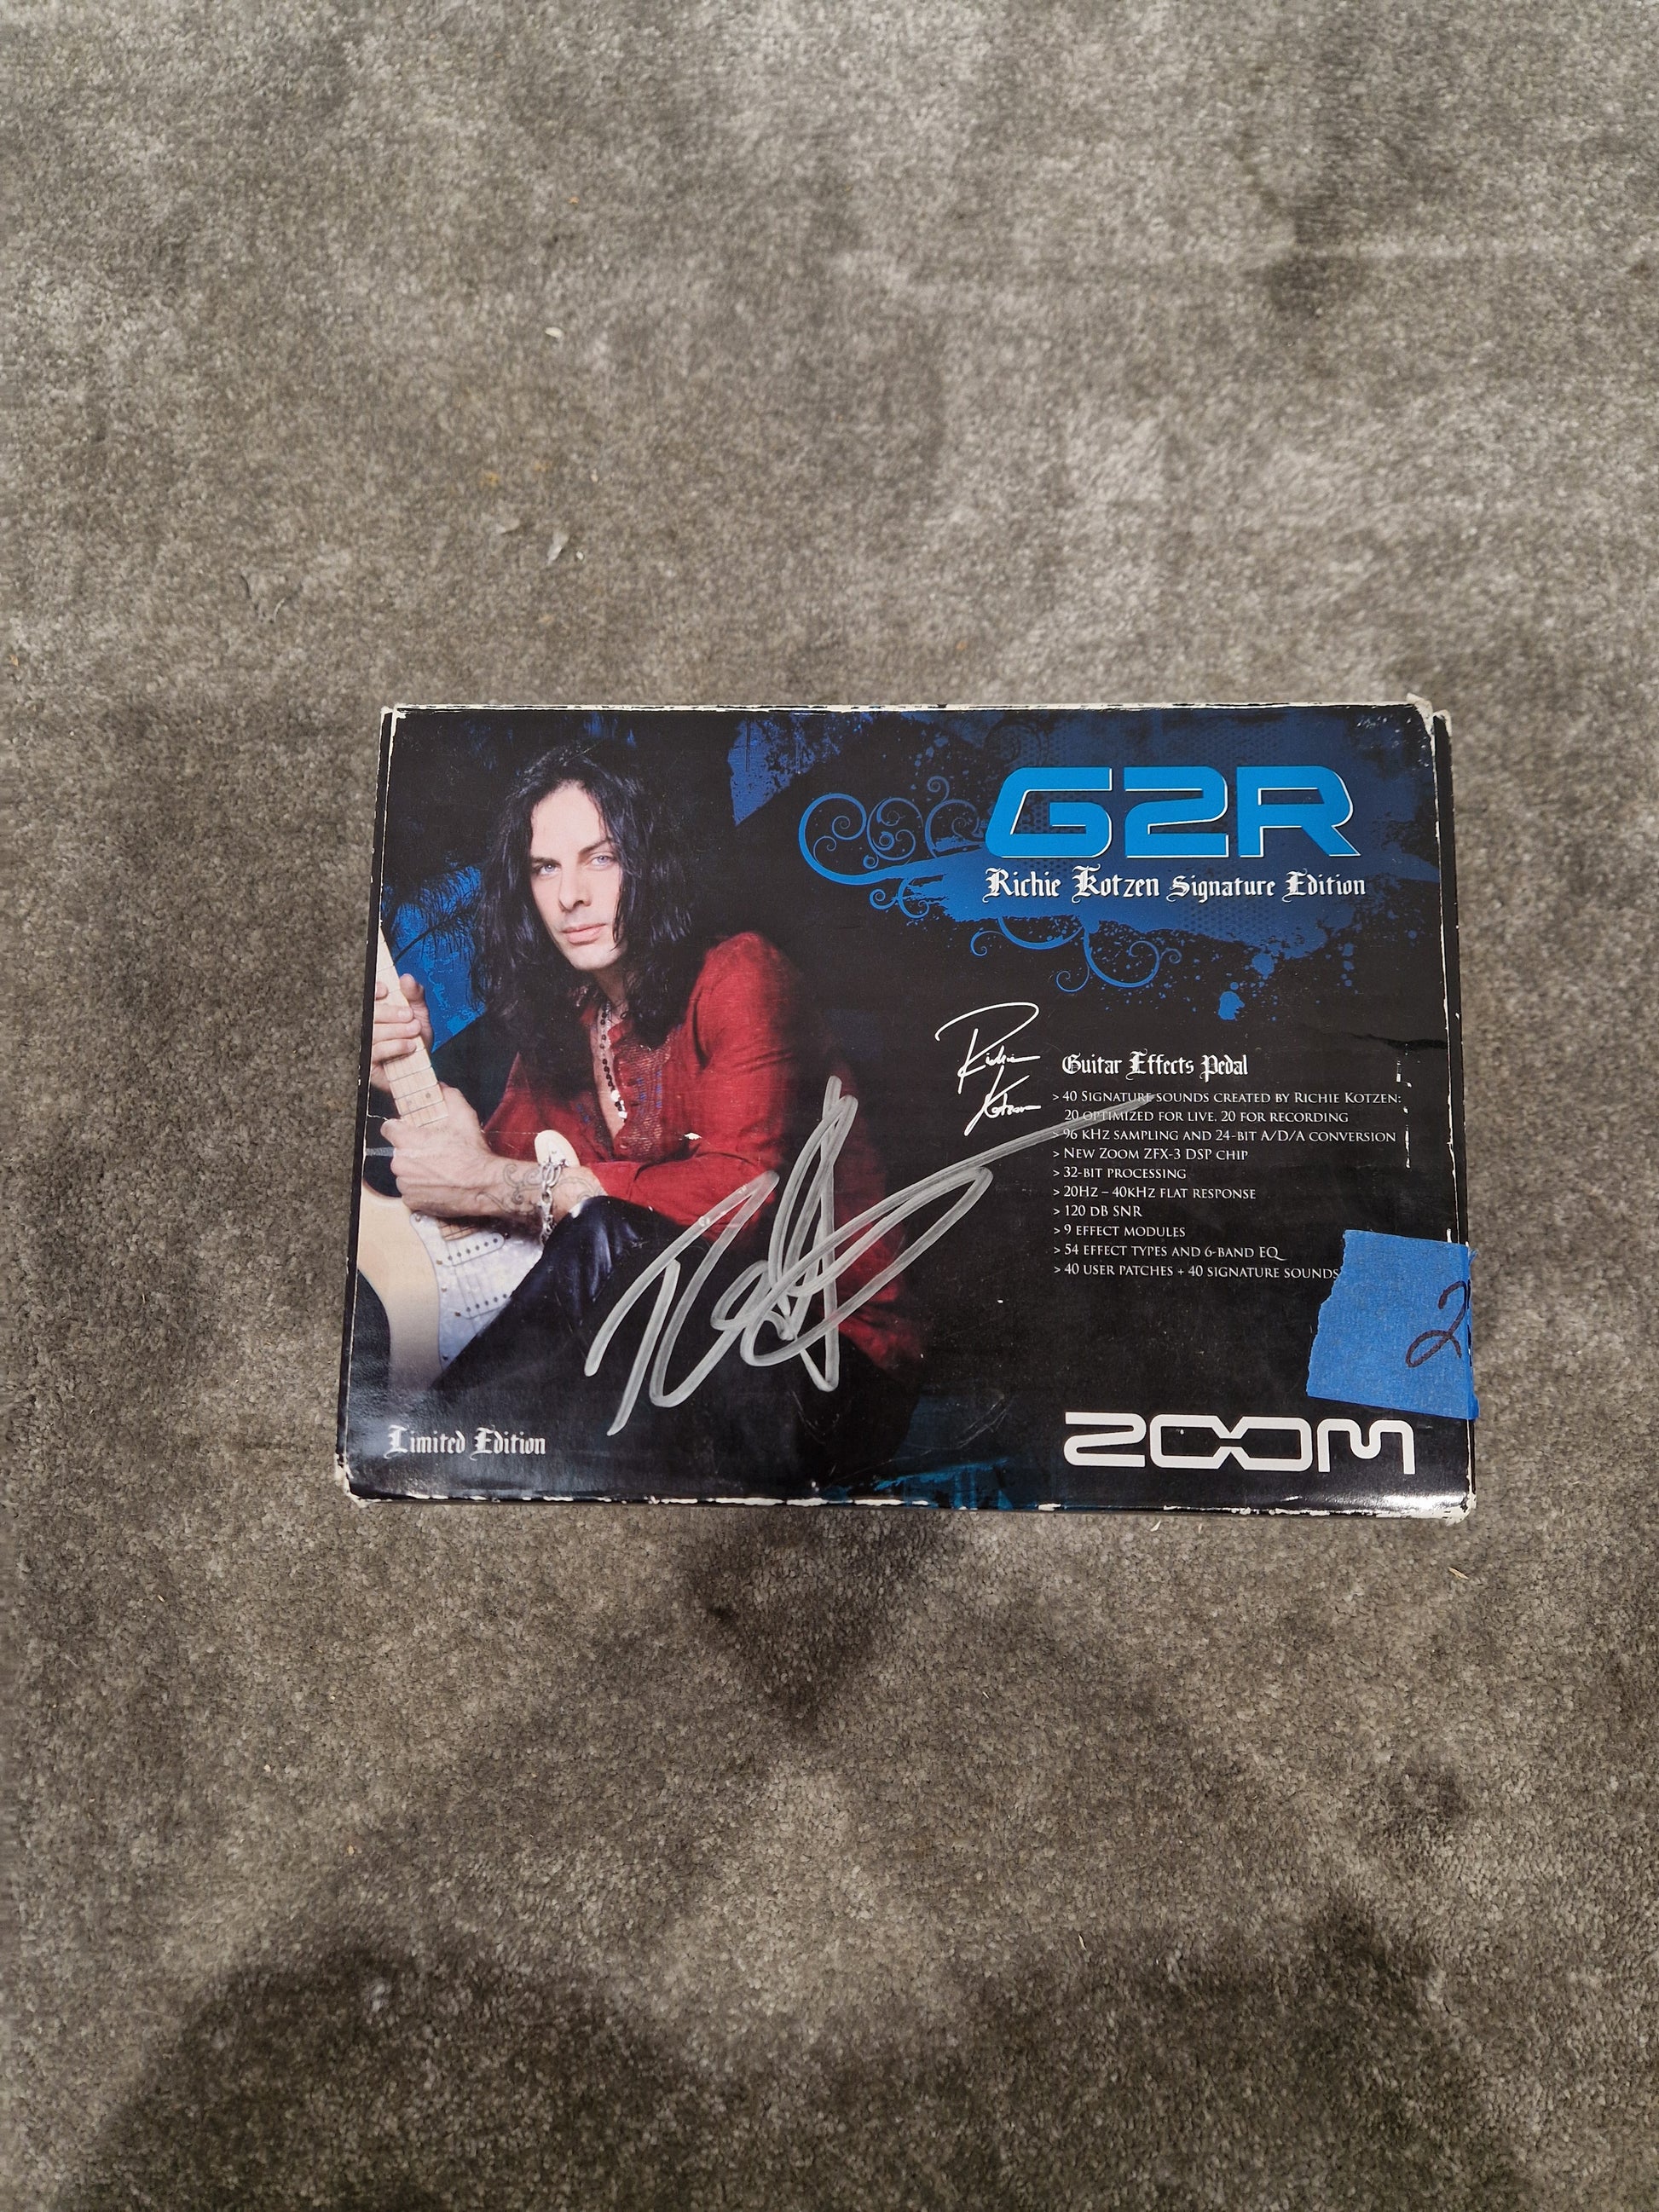 G2R
Richie Kotzen Signature Edition
Richie
Kotzen
Guitar Effects Pedal
> 40 Signature sounds created by Richie Kotzen:
20 optimized for live, 20 for recording
> 96 kHz sampling and 24-bit A/D/A conversion
> New Zoom ZFX-3 DSP chip
> 32-bit processing
> 20Hz – 40kHz flat response
> 120 dB SNR
> 9 effect modules
> 54 effect types and 6-band EQ
> 40 user patches + 40 signature sounds
2
Limited Edition
ZOOM